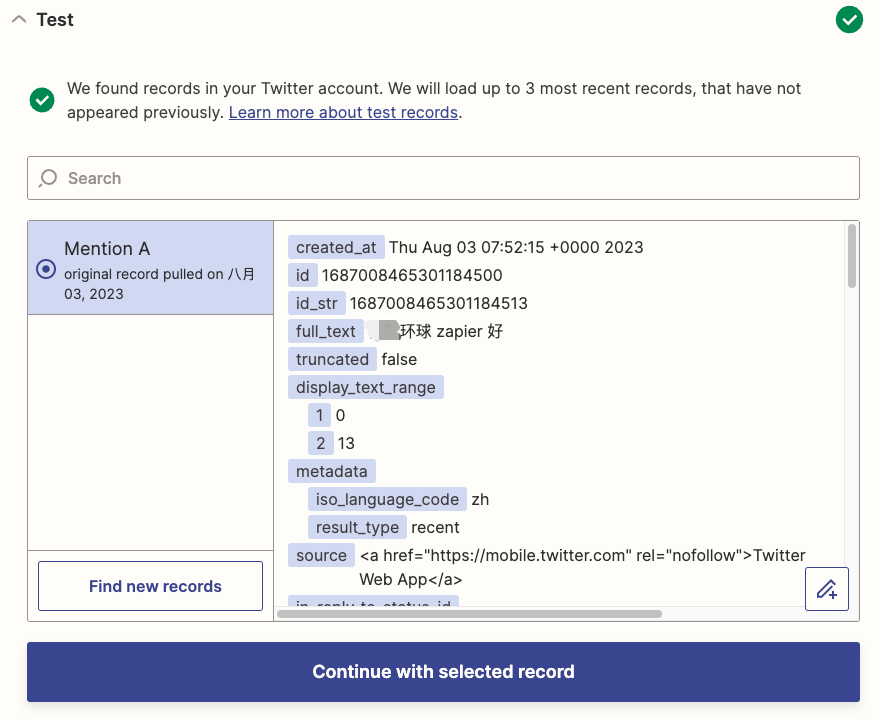 Test
We found records in your Twitter account. We will load up to 3 most recent records, that have not
appeared previously. Learn more about test records.
Search
Mention A
original record pulled on 八月
03, 2023
Find new records
created_at Thu Aug 03 07:52:15 +0000 2023
id 1687008465301184500
id_str 1687008465301184513
full_text 环球 zapier 好
truncated false
display_text_range
1 0
2 13
metadata
iso_language_code zh
result_type recent
source <a href="https://mobile.twitter.com" rel="nofollow">Twitter
Web App</a>
in_reply_to_status_id
Continue with selected record